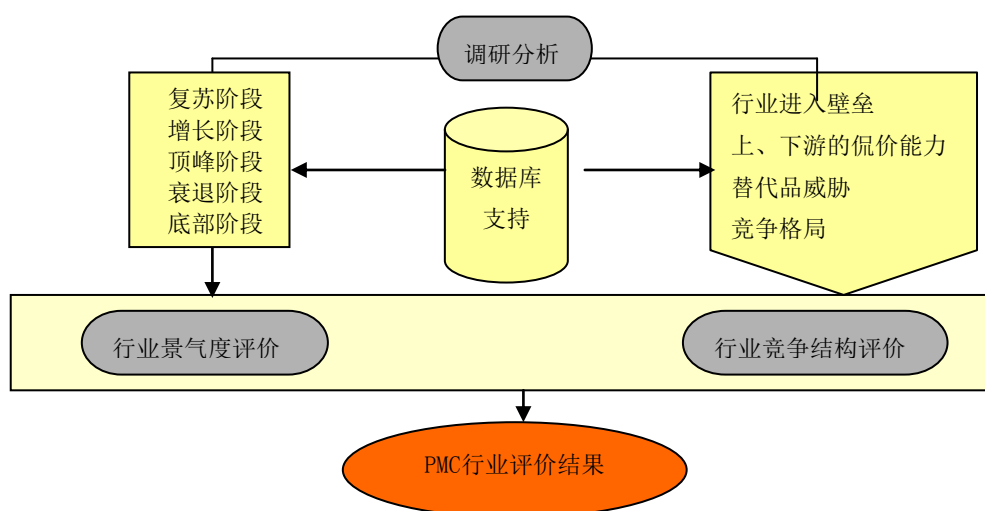 调研分析
复苏阶段
增长阶段
顶峰阶段
衰退阶段
底部阶段
数据库
支持
行业进入壁垒
上、下游的侃价能力
替代品威胁
竞争格局
行业景气度评价
行业竞争结构评价
PMC行业评价结果